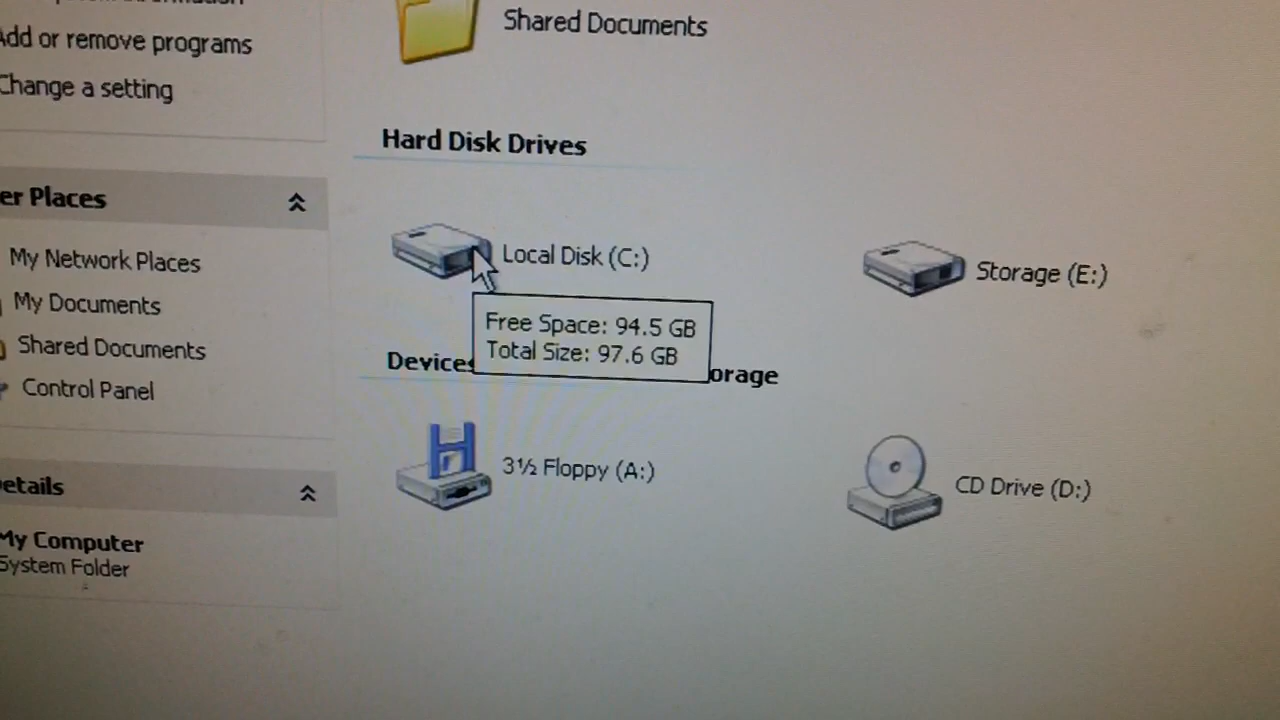 Shared Documents
Add or remove programs
Change a setting
Hard Disk Drives
er Places
My Network Places
My Documents
Shared Documents
Control Panel
Local Disk (C:)
Storage (E:)
Free Space: 94.5 GB
Total Size: 97.6 GB
Devices
orage
3½ Floppy (A:)
CD Drive (D:)
etails
My Computer
System Folder